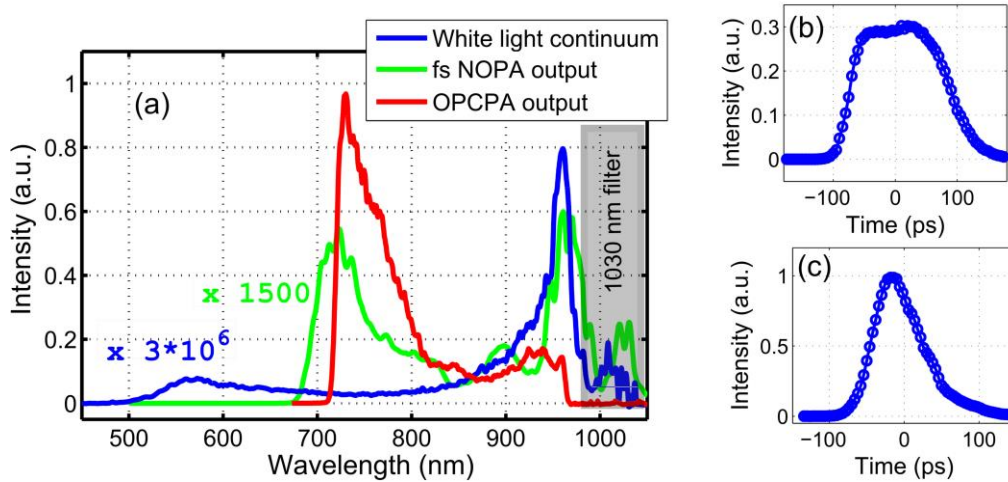 White light continuum
fs NOPA output
OPCPA output
(a)
1
0.8
0.6
0.4
0.2
0
Intensity (a.u.)
x 1500
x 3*10^6
1030 nm filter
500 600 700 800 900 1000
Wavelength (nm)
(b)
0.3
0.2
0.1
0
Intensity (a.u.)
−100 0 100
Time (ps)
(c)
1
0.5
0
Intensity (a.u.)
−100 0 100
Time (ps)